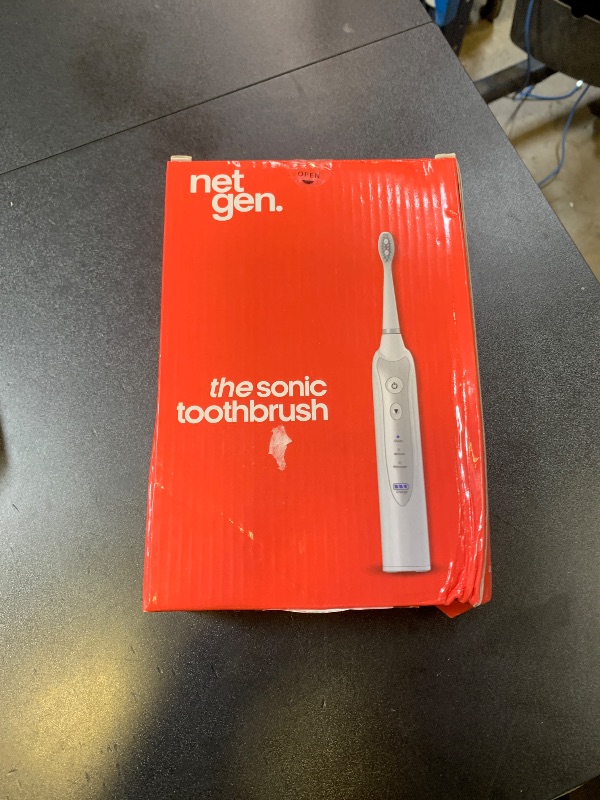 OPEN
net
gen.
the sonic
toothbrush